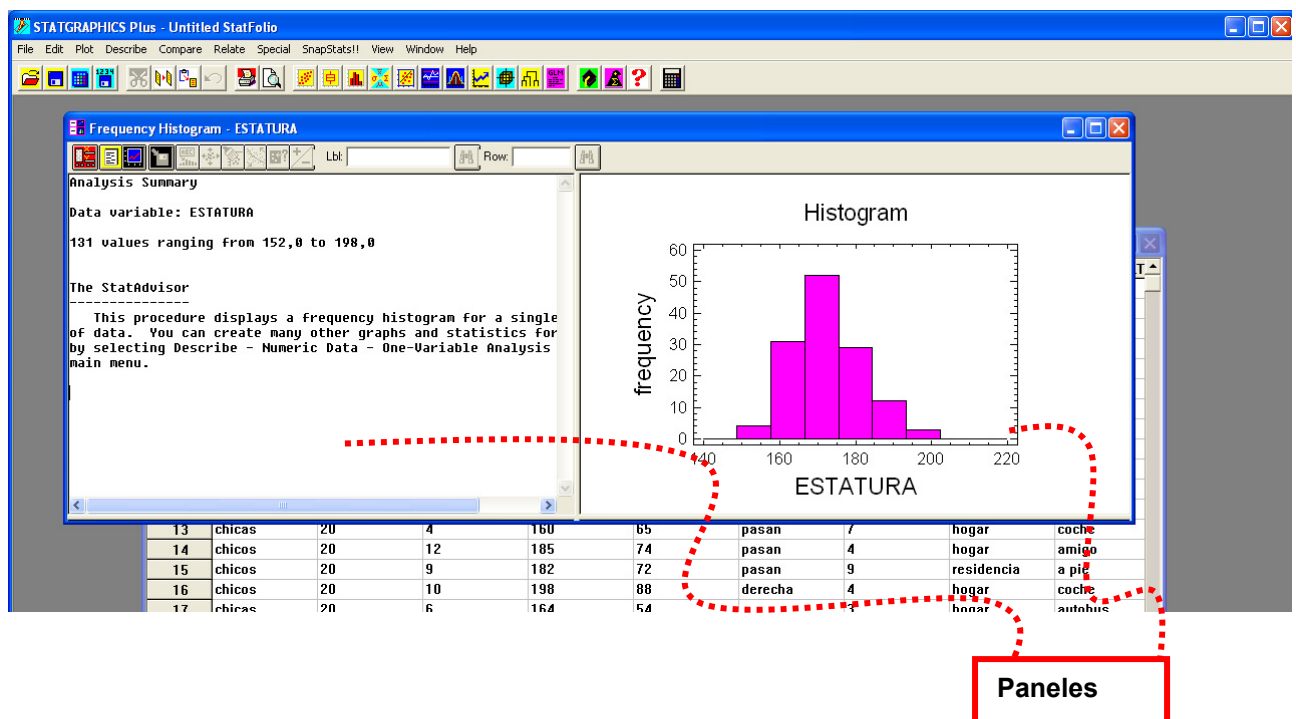 STATGRAPHICS Plus - Untitled StatFolio
File Edit Plot Describe Compare Relate Special SnapStats!! View Window Help
Frequency Histogram - ESTATURA
Lbl: Row:
Analysis Summary
Data variable: ESTATURA
131 values ranging from 152,0 to 198,0
The StatAdvisor
---------------
This procedure displays a frequency histogram for a single
of data. You can create many other graphs and statistics for
by selecting Describe - Numeric Data - One-Variable Analysis
main menu.
Histogram
frequency
60
50
40
30
20
10
0
140 160 180 200 220
ESTATURA
13 chicas 20 4 160 65 pasan 7 hogar coche
14 chicos 20 12 185 74 pasan 4 hogar amigo
15 chicos 20 9 182 72 pasan 9 residencia a pie
16 chicos 20 10 198 88 derecha 4 hogar coche
17 chicas 20 6 164 54 3 hogar autobus
Paneles